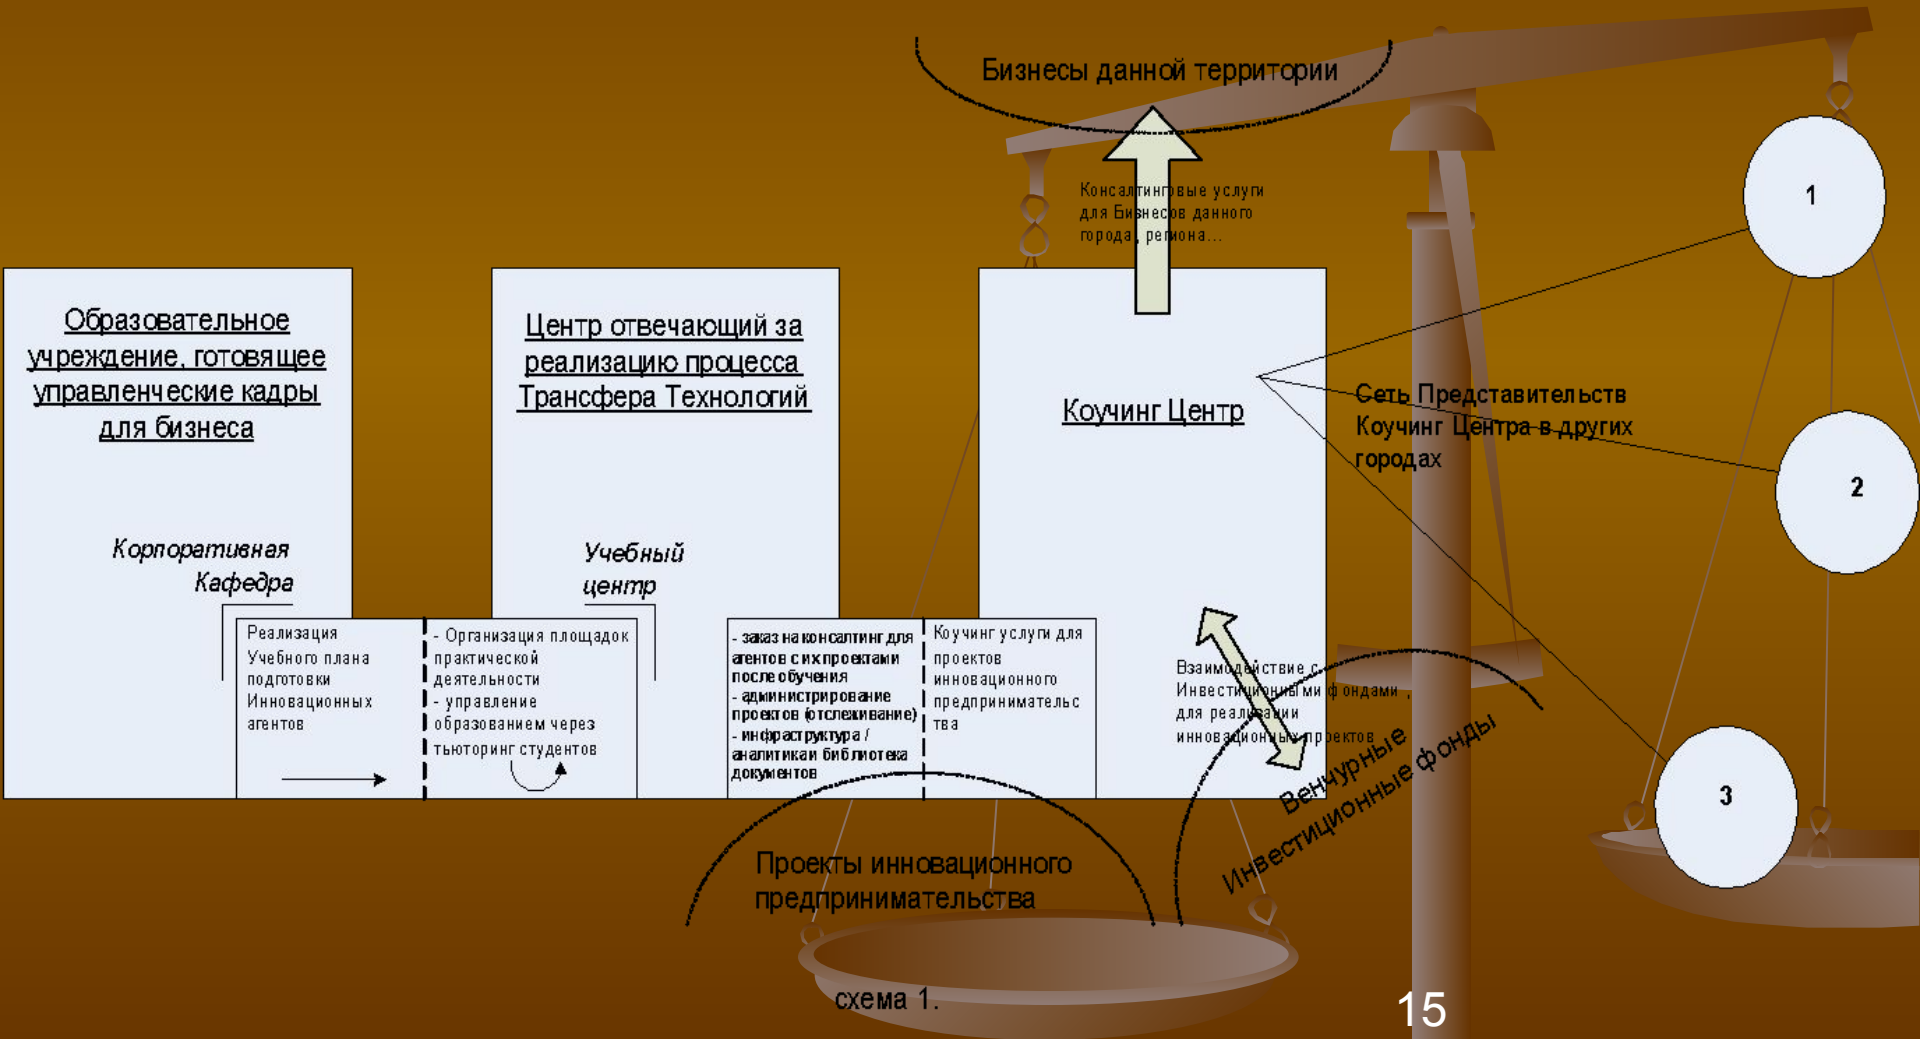 Бизнесы данной территории
Консалтинговые услуги
для Бизнесов данного
города, региона...
1
Образовательное
учреждение, готовящее
управленческие кадры
для бизнеса
Корпоративная
Кафедра
Центр отвечающий за
реализацию процесса
Трансфера Технологий
Учебный
центр
Коучинг Центр
Сеть Представительств
Коучинг Центра в других
городах
2
Реализация
Учебного плана
подготовки
Инновационных
агентов
- Организация площадок
практической
деятельности
- управление
образованием через
тьюторинг студентов
- заказ на консалтинг для
агентов с их проектами
после обучения
- администрирование
проектов (отслеживание)
- инфраструктура /
аналитика и библиотека
документов
Коучинг услуги для
проектов
инновационного
предпринимательс
тва
Взаимодействие с
Инвестиционными фондами ,
для реализации
инновационных проектов
Венчурные
Инвестиционные фонды
3
Проекты инновационного
предпринимательства
схема 1.
15